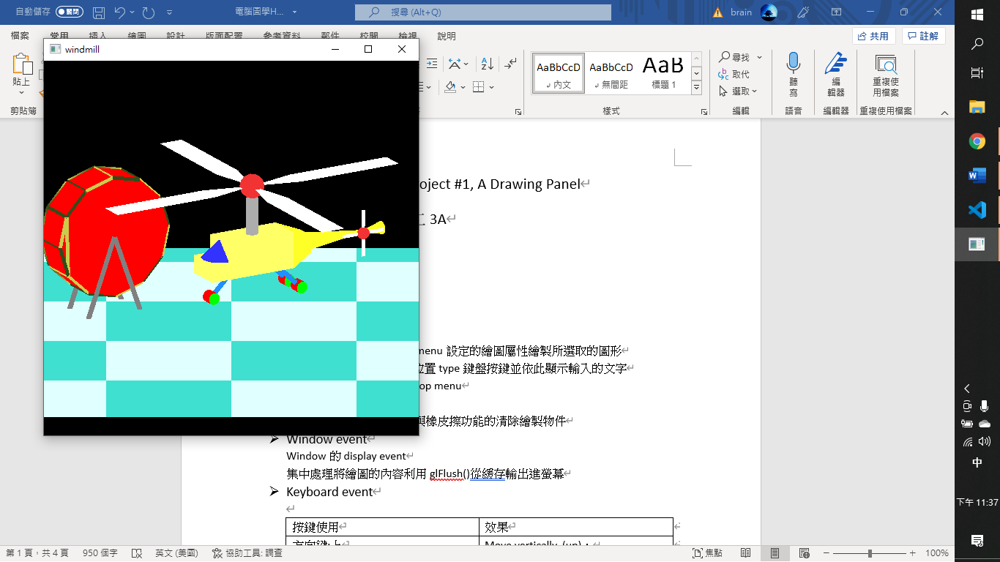 自動儲存
關閉
電腦圖學H...
搜尋 (Alt+Q)
brain
檔案
常用
插入
繪圖
設計
版面配置
參考資料
郵件
校閱
檢視
說明
共用
註解
windmill
貼上
剪貼簿
AaBbCcD
內文
AaBbCcD
無間距
AaB
標題 1
樣式
尋找
取代
選取
編輯
聽
寫
語音
編
輯器
編輯器
重複使
用檔案
重複使用檔案
oject #1, A Drawing Panel
3A
menu 設定的繪圖屬性繪製所選取的圖形
位置 type 鍵盤按鍵並依此顯示輸入的文字
op menu
與橡皮擦功能的清除繪製物件
Window event
Window 的 display event
集中處理將繪圖的內容利用 glFlush()從緩存輸出進螢幕
Keyboard event
按鍵使用
效果
方向鍵上
Move vertically (up)
第 1 頁，共 4 頁
950 個字
英文 (美國)
協助工具: 調查
焦點
100%
中
下午 11:37